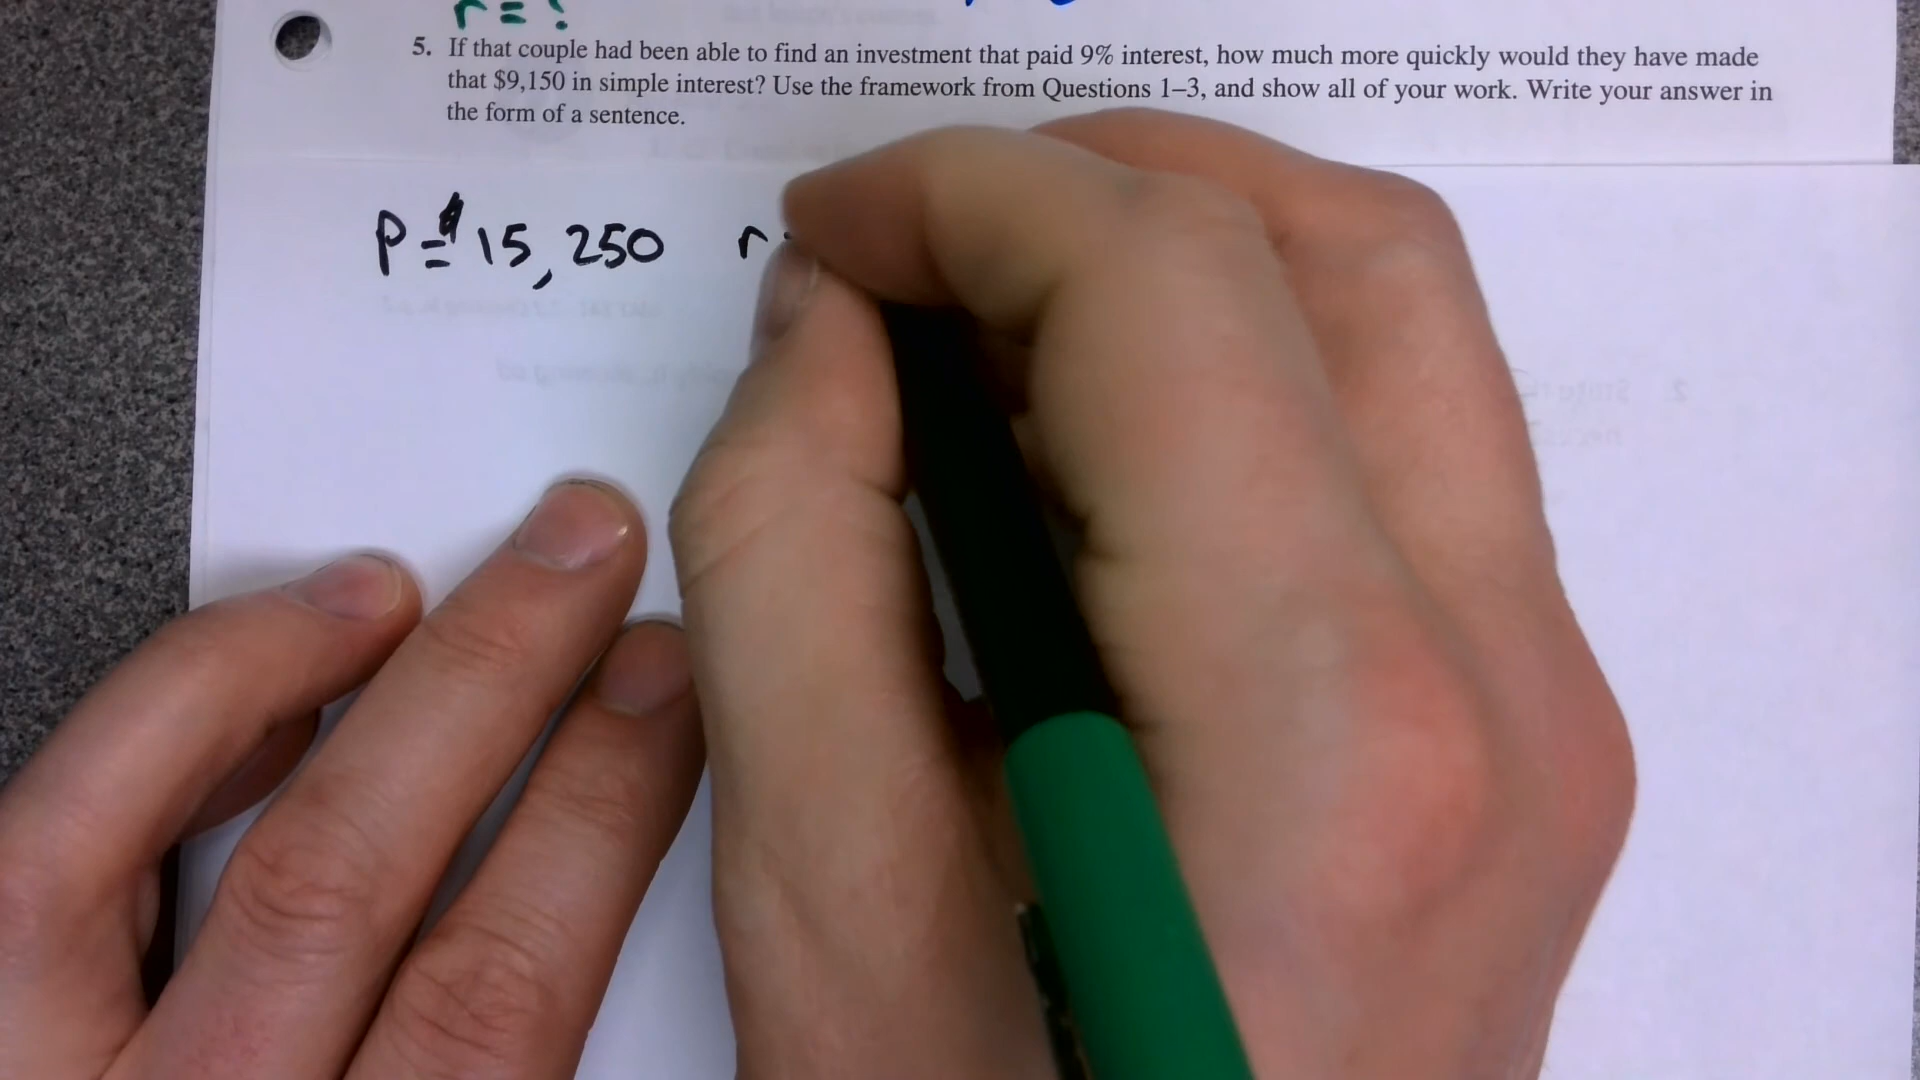 r = ?
5. If that couple had been able to find an investment that paid 9% interest, how much more quickly would they have made
that $9,150 in simple interest? Use the framework from Questions 1–3, and show all of your work. Write your answer in
the form of a sentence.
P = $15,250 r